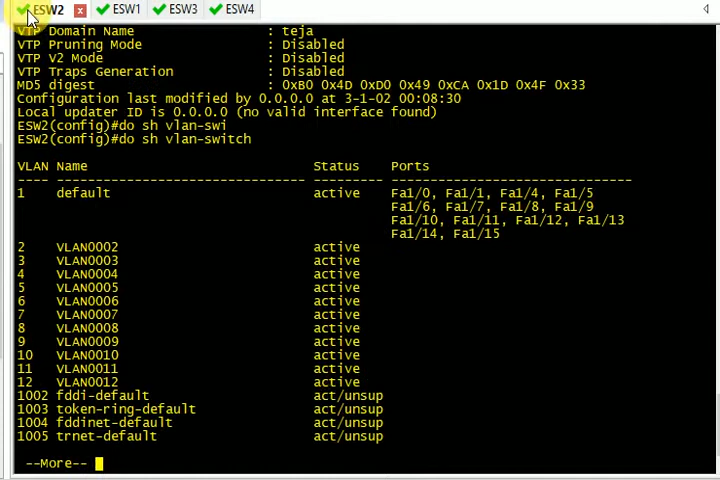 ESW2 ESW1 ESW3 ESW4
VTP Domain Name : teja
VTP Pruning Mode : Disabled
VTP V2 Mode : Disabled
VTP Traps Generation : Disabled
MD5 digest : 0xB0 0x4D 0xD0 0x49 0xCA 0x1D 0x4F 0x33
Configuration last modified by 0.0.0.0 at 3-1-02 00:08:30
Local updater ID is 0.0.0.0 (no valid interface found)
ESW2(config)#do sh vlan-swi
ESW2(config)#do sh vlan-switch
VLAN Name Status Ports
---- -------------------------------- --------- -------------------------------
1 default active Fa1/0, Fa1/1, Fa1/4, Fa1/5
Fa1/6, Fa1/7, Fa1/8, Fa1/9
Fa1/10, Fa1/11, Fa1/12, Fa1/13
Fa1/14, Fa1/15
2 VLAN0002 active
3 VLAN0003 active
4 VLAN0004 active
5 VLAN0005 active
6 VLAN0006 active
7 VLAN0007 active
8 VLAN0008 active
9 VLAN0009 active
10 VLAN0010 active
11 VLAN0011 active
12 VLAN0012 active
1002 fddi-default act/unsup
1003 token-ring-default act/unsup
1004 fddinet-default act/unsup
1005 trnet-default act/unsup
--More--